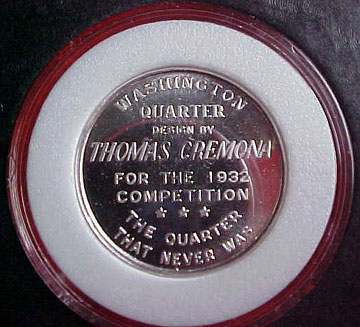 WASHINGTON
QUARTER
DESIGN BY
THOMAS CREMONA
FOR THE 1932
COMPETITION
★ ★ ★
THE QUARTER
THAT NEVER WAS